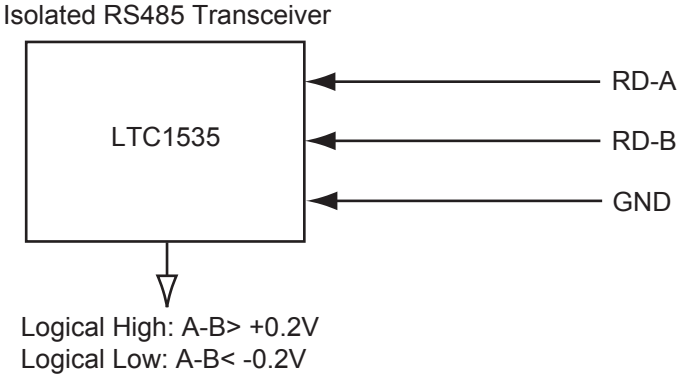 Isolated RS485 Transceiver
LTC1535
RD-A
RD-B
GND
Logical High: A-B> +0.2V
Logical Low: A-B< -0.2V